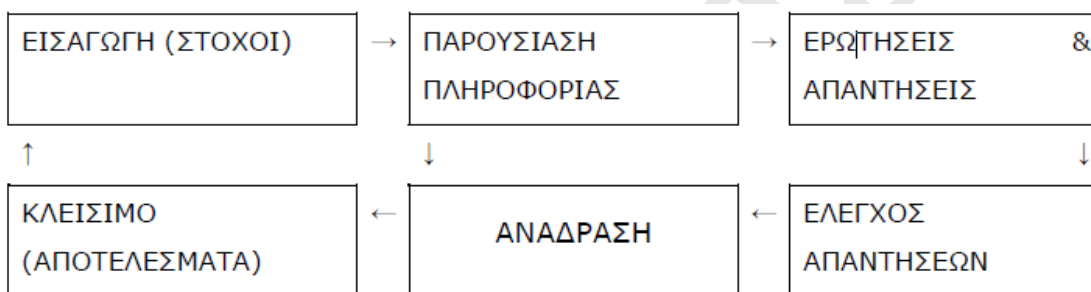 ΕΙΣΑΓΩΓΗ (ΣΤΟΧΟΙ) → ΠΑΡΟΥΣΙΑΣΗ
ΠΛΗΡΟΦΟΡΙΑΣ
→ ΕΡΩΤΗΣΕΙΣ &
ΑΠΑΝΤΗΣΕΙΣ
↑ ↓ ↓
ΚΛΕΙΣΙΜΟ
(ΑΠΟΤΕΛΕΣΜΑΤΑ)
← ΑΝΑΔΡΑΣΗ
← ΕΛΕΓΧΟΣ
ΑΠΑΝΤΗΣΕΩΝ